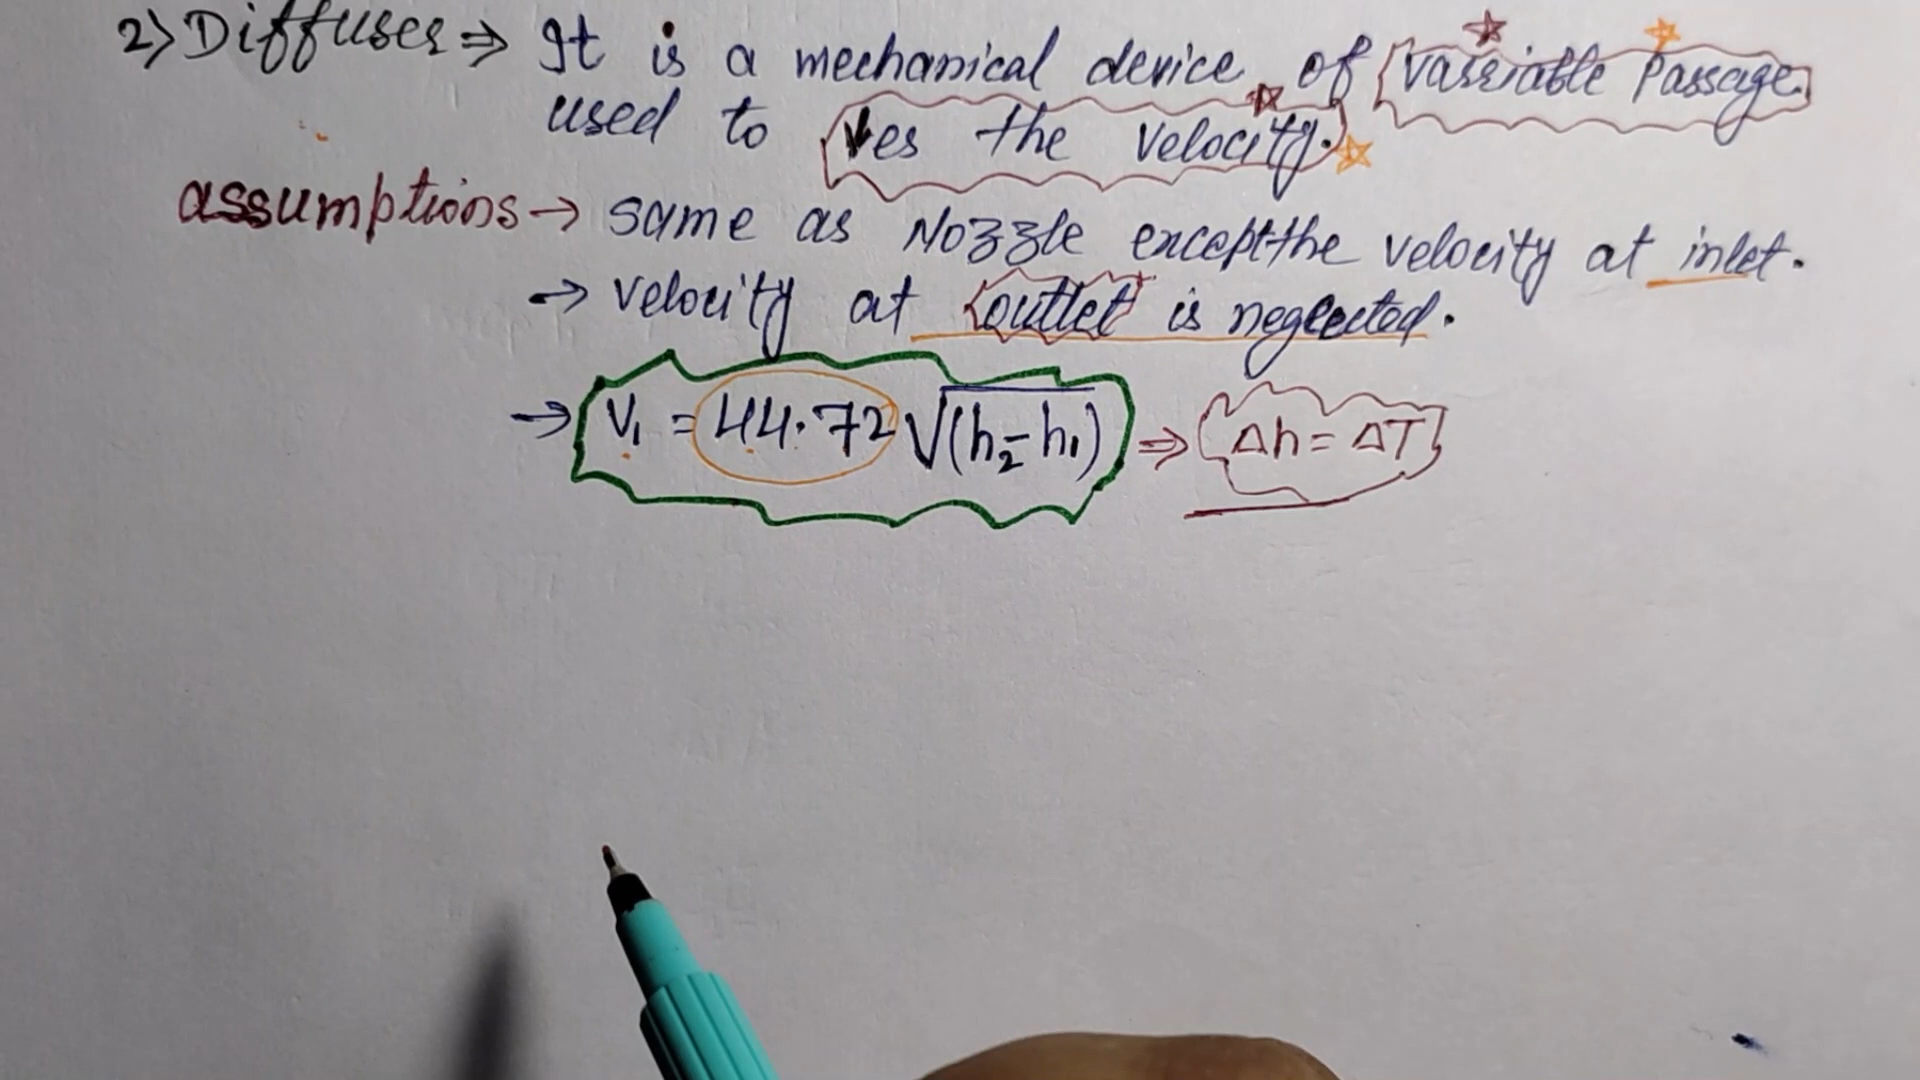 2) Diffuser ⇒ It is a mechanical device of variable Passage.
used to ↓es the velocity.
assumptions → same as Nozzle except the velocity at inlet.
→ velocity at outlet is neglected.
→ V₁ = 44.72 √(h₂-h₁) ⇒ Δh = ΔT